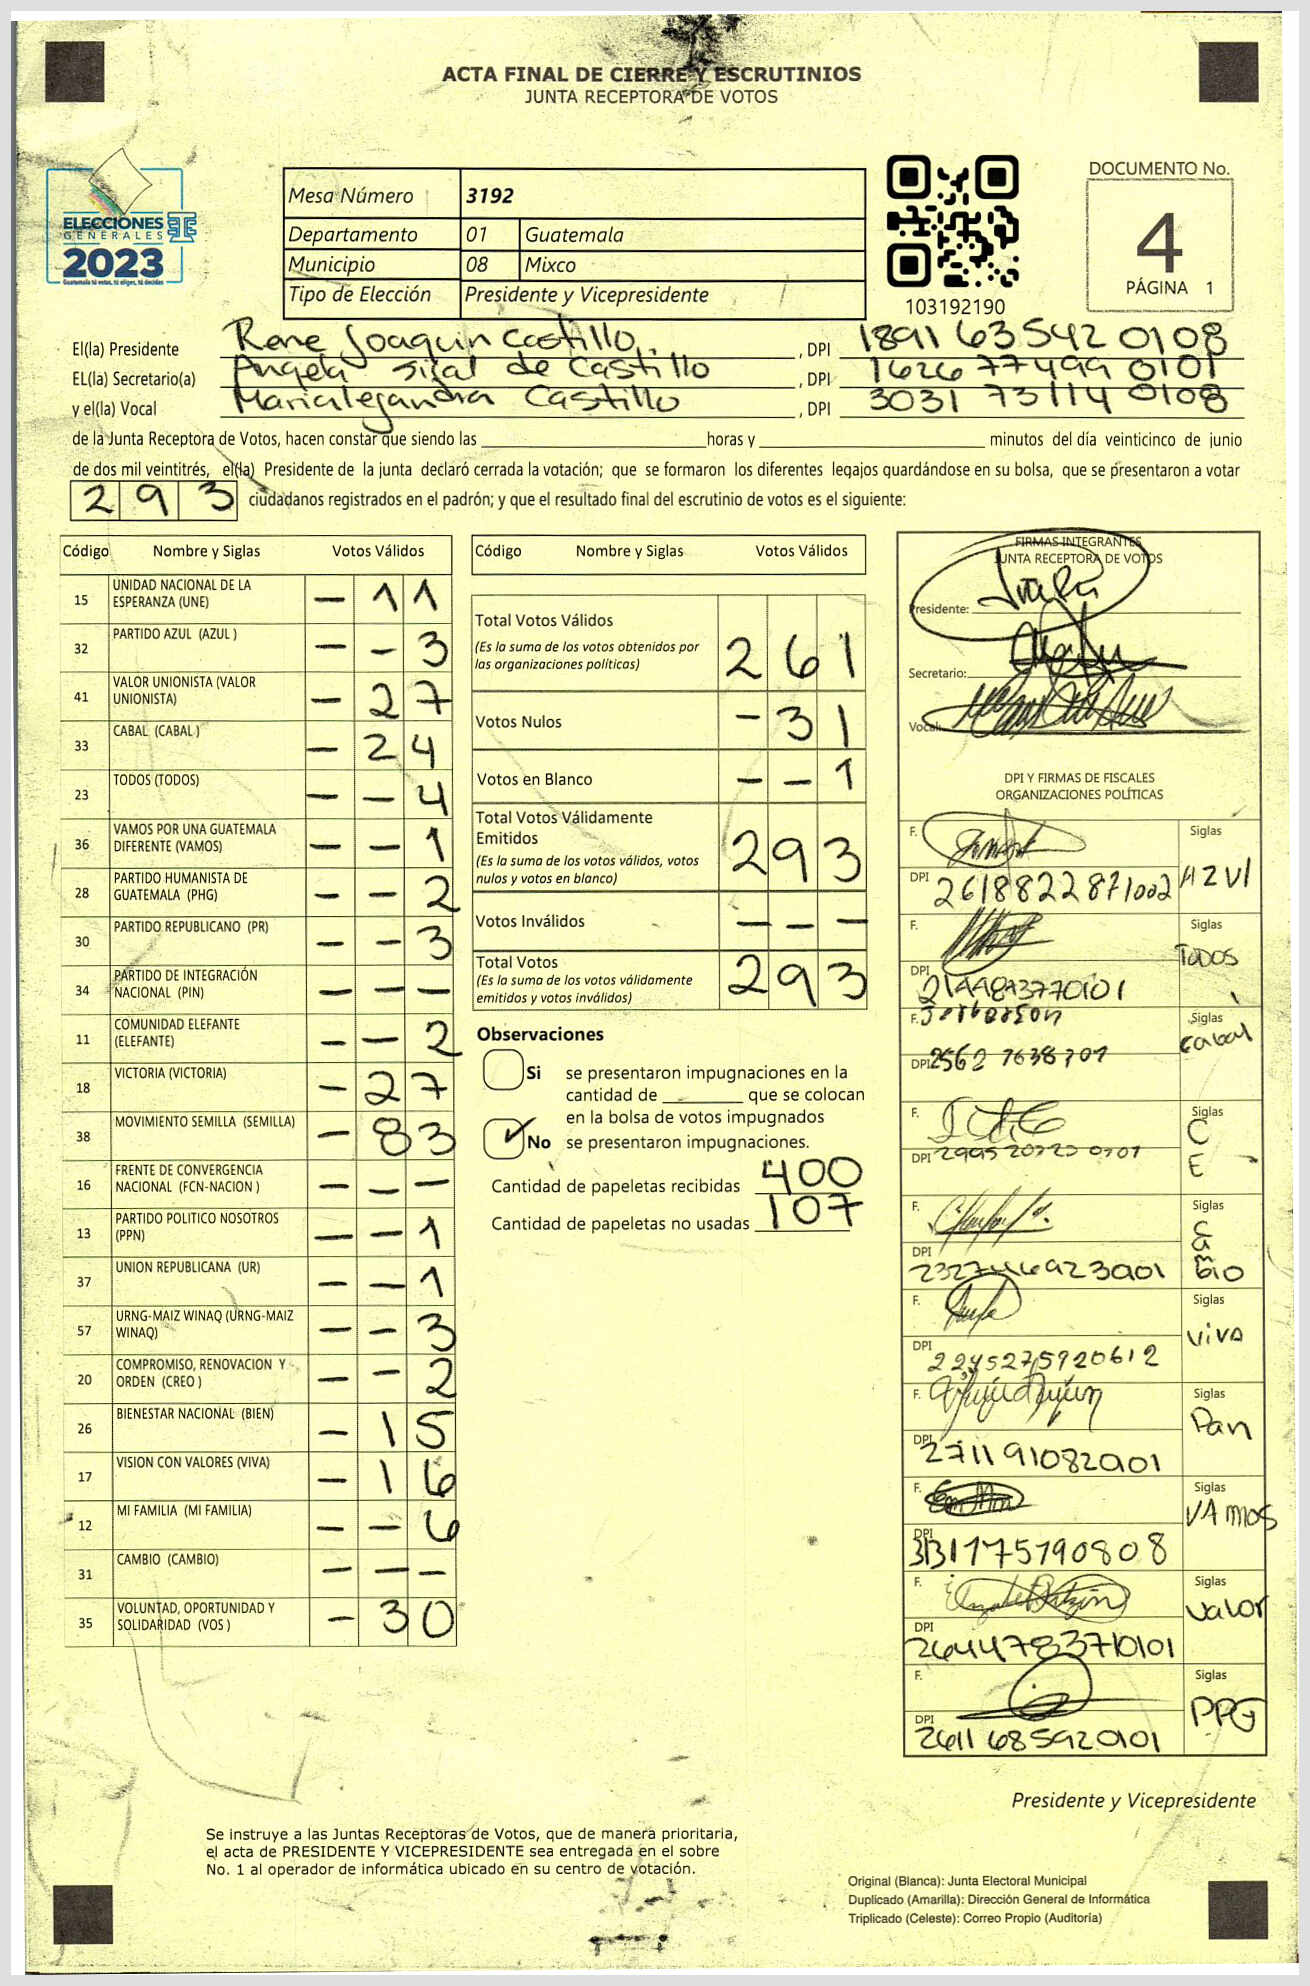 ACTA FINAL DE CIERRE Y ESCRUTINIOS
JUNTA RECEPTORA DE VOTOS
ELECCIONES
GENERALES
2023
Guatemala tú votas, tú eliges, tú decides
Mesa Número 3192
Departamento 01 Guatemala
Municipio 08 Mixco
Tipo de Elección Presidente y Vicepresidente
103192190
DOCUMENTO No.
4
PÁGINA 1
El(la) Presidente Rene Joaquin Castillo , DPI 1891 63542 0108
EL(la) Secretario(a) Angela sijal de Castillo , DPI 1626 77499 0101
y el(la) Vocal Marialejandra Castillo , DPI 3031 73114 0108
de la Junta Receptora de Votos, hacen constar que siendo las horas y minutos del día veinticinco de junio
de dos mil veintitrés, el(la) Presidente de la junta declaró cerrada la votación; que se formaron los diferentes legajos guardándose en su bolsa, que se presentaron a votar
293 ciudadanos registrados en el padrón; y que el resultado final del escrutinio de votos es el siguiente:
Código Nombre y Siglas Votos Válidos
15 UNIDAD NACIONAL DE LA ESPERANZA (UNE) - 1 1
32 PARTIDO AZUL (AZUL ) - - 3
41 VALOR UNIONISTA (VALOR UNIONISTA) - 2 7
33 CABAL (CABAL ) - 2 4
23 TODOS (TODOS) - - 4
36 VAMOS POR UNA GUATEMALA DIFERENTE (VAMOS) - - 1
28 PARTIDO HUMANISTA DE GUATEMALA (PHG) - - 2
30 PARTIDO REPUBLICANO (PR) - - 3
34 PARTIDO DE INTEGRACIÓN NACIONAL (PIN) - - -
11 COMUNIDAD ELEFANTE (ELEFANTE) - - 2
18 VICTORIA (VICTORIA) - 2 7
38 MOVIMIENTO SEMILLA (SEMILLA) - 8 3
16 FRENTE DE CONVERGENCIA NACIONAL (FCN-NACION ) - - -
13 PARTIDO POLITICO NOSOTROS (PPN) - - 1
37 UNION REPUBLICANA (UR) - - 1
57 URNG-MAIZ WINAQ (URNG-MAIZ WINAQ) - - 3
20 COMPROMISO, RENOVACION Y ORDEN (CREO ) - - 2
26 BIENESTAR NACIONAL (BIEN) - 1 5
17 VISION CON VALORES (VIVA) - 1 6
12 MI FAMILIA (MI FAMILIA) - - 6
31 CAMBIO (CAMBIO) - - -
35 VOLUNTAD, OPORTUNIDAD Y SOLIDARIDAD (VOS ) - 3 0
Código Nombre y Siglas Votos Válidos
Total Votos Válidos 2 6 1
(Es la suma de los votos obtenidos por
las organizaciones políticas)
Votos Nulos - 3 1
Votos en Blanco - - 1
Total Votos Válidamente
Emitidos 2 9 3
(Es la suma de los votos válidos, votos
nulos y votos en blanco)
Votos Inválidos - - -
Total Votos 2 9 3
(Es la suma de los votos válidamente
emitidos y votos inválidos)
Observaciones
Si se presentaron impugnaciones en la
cantidad de que se colocan
en la bolsa de votos impugnados
✓ No se presentaron impugnaciones.
Cantidad de papeletas recibidas 400
Cantidad de papeletas no usadas 107
FIRMAS INTEGRANTES
JUNTA RECEPTORA DE VOTOS
Presidente:
Secretario:
Vocal:
DPI Y FIRMAS DE FISCALES
ORGANIZACIONES POLÍTICAS
F. Siglas
DPI 2618822871002 AZUl
F. Siglas
DPI TODOS
F. Siglas
DPI cabal
F. Siglas
DPI C E
F. Siglas
DPI cambio
F. Siglas
DPI 2245275920612 viva
F. Siglas
DPI 2711910820101 Pan
F. Siglas
DPI 3131775190808 VAmos
F. Siglas
DPI 2644783710101 valor
F. Siglas
DPI 2611685920101 PPG
Presidente y Vicepresidente
Se instruye a las Juntas Receptoras de Votos, que de manera prioritaria,
el acta de PRESIDENTE Y VICEPRESIDENTE sea entregada en el sobre
No. 1 al operador de informática ubicado en su centro de votación.
Original (Blanca): Junta Electoral Municipal
Duplicado (Amarilla): Dirección General de Informática
Triplicado (Celeste): Correo Propio (Auditoría)